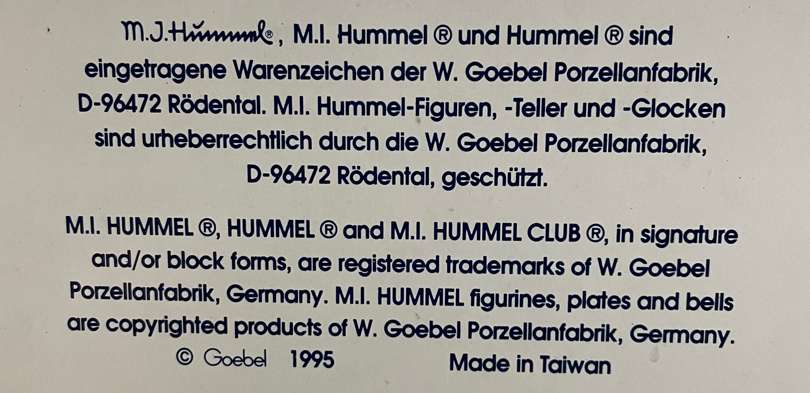 M.J.Hummel®, M.I. Hummel ® und Hummel ® sind
eingetragene Warenzeichen der W. Goebel Porzellanfabrik,
D-96472 Rödental. M.I. Hummel-Figuren, -Teller und -Glocken
sind urheberrechtlich durch die W. Goebel Porzellanfabrik,
D-96472 Rödental, geschützt.
M.I. HUMMEL ®, HUMMEL ® and M.I. HUMMEL CLUB ®, in signature
and/or block forms, are registered trademarks of W. Goebel
Porzellanfabrik, Germany. M.I. HUMMEL figurines, plates and bells
are copyrighted products of W. Goebel Porzellanfabrik, Germany.
© Goebel 1995 Made in Taiwan